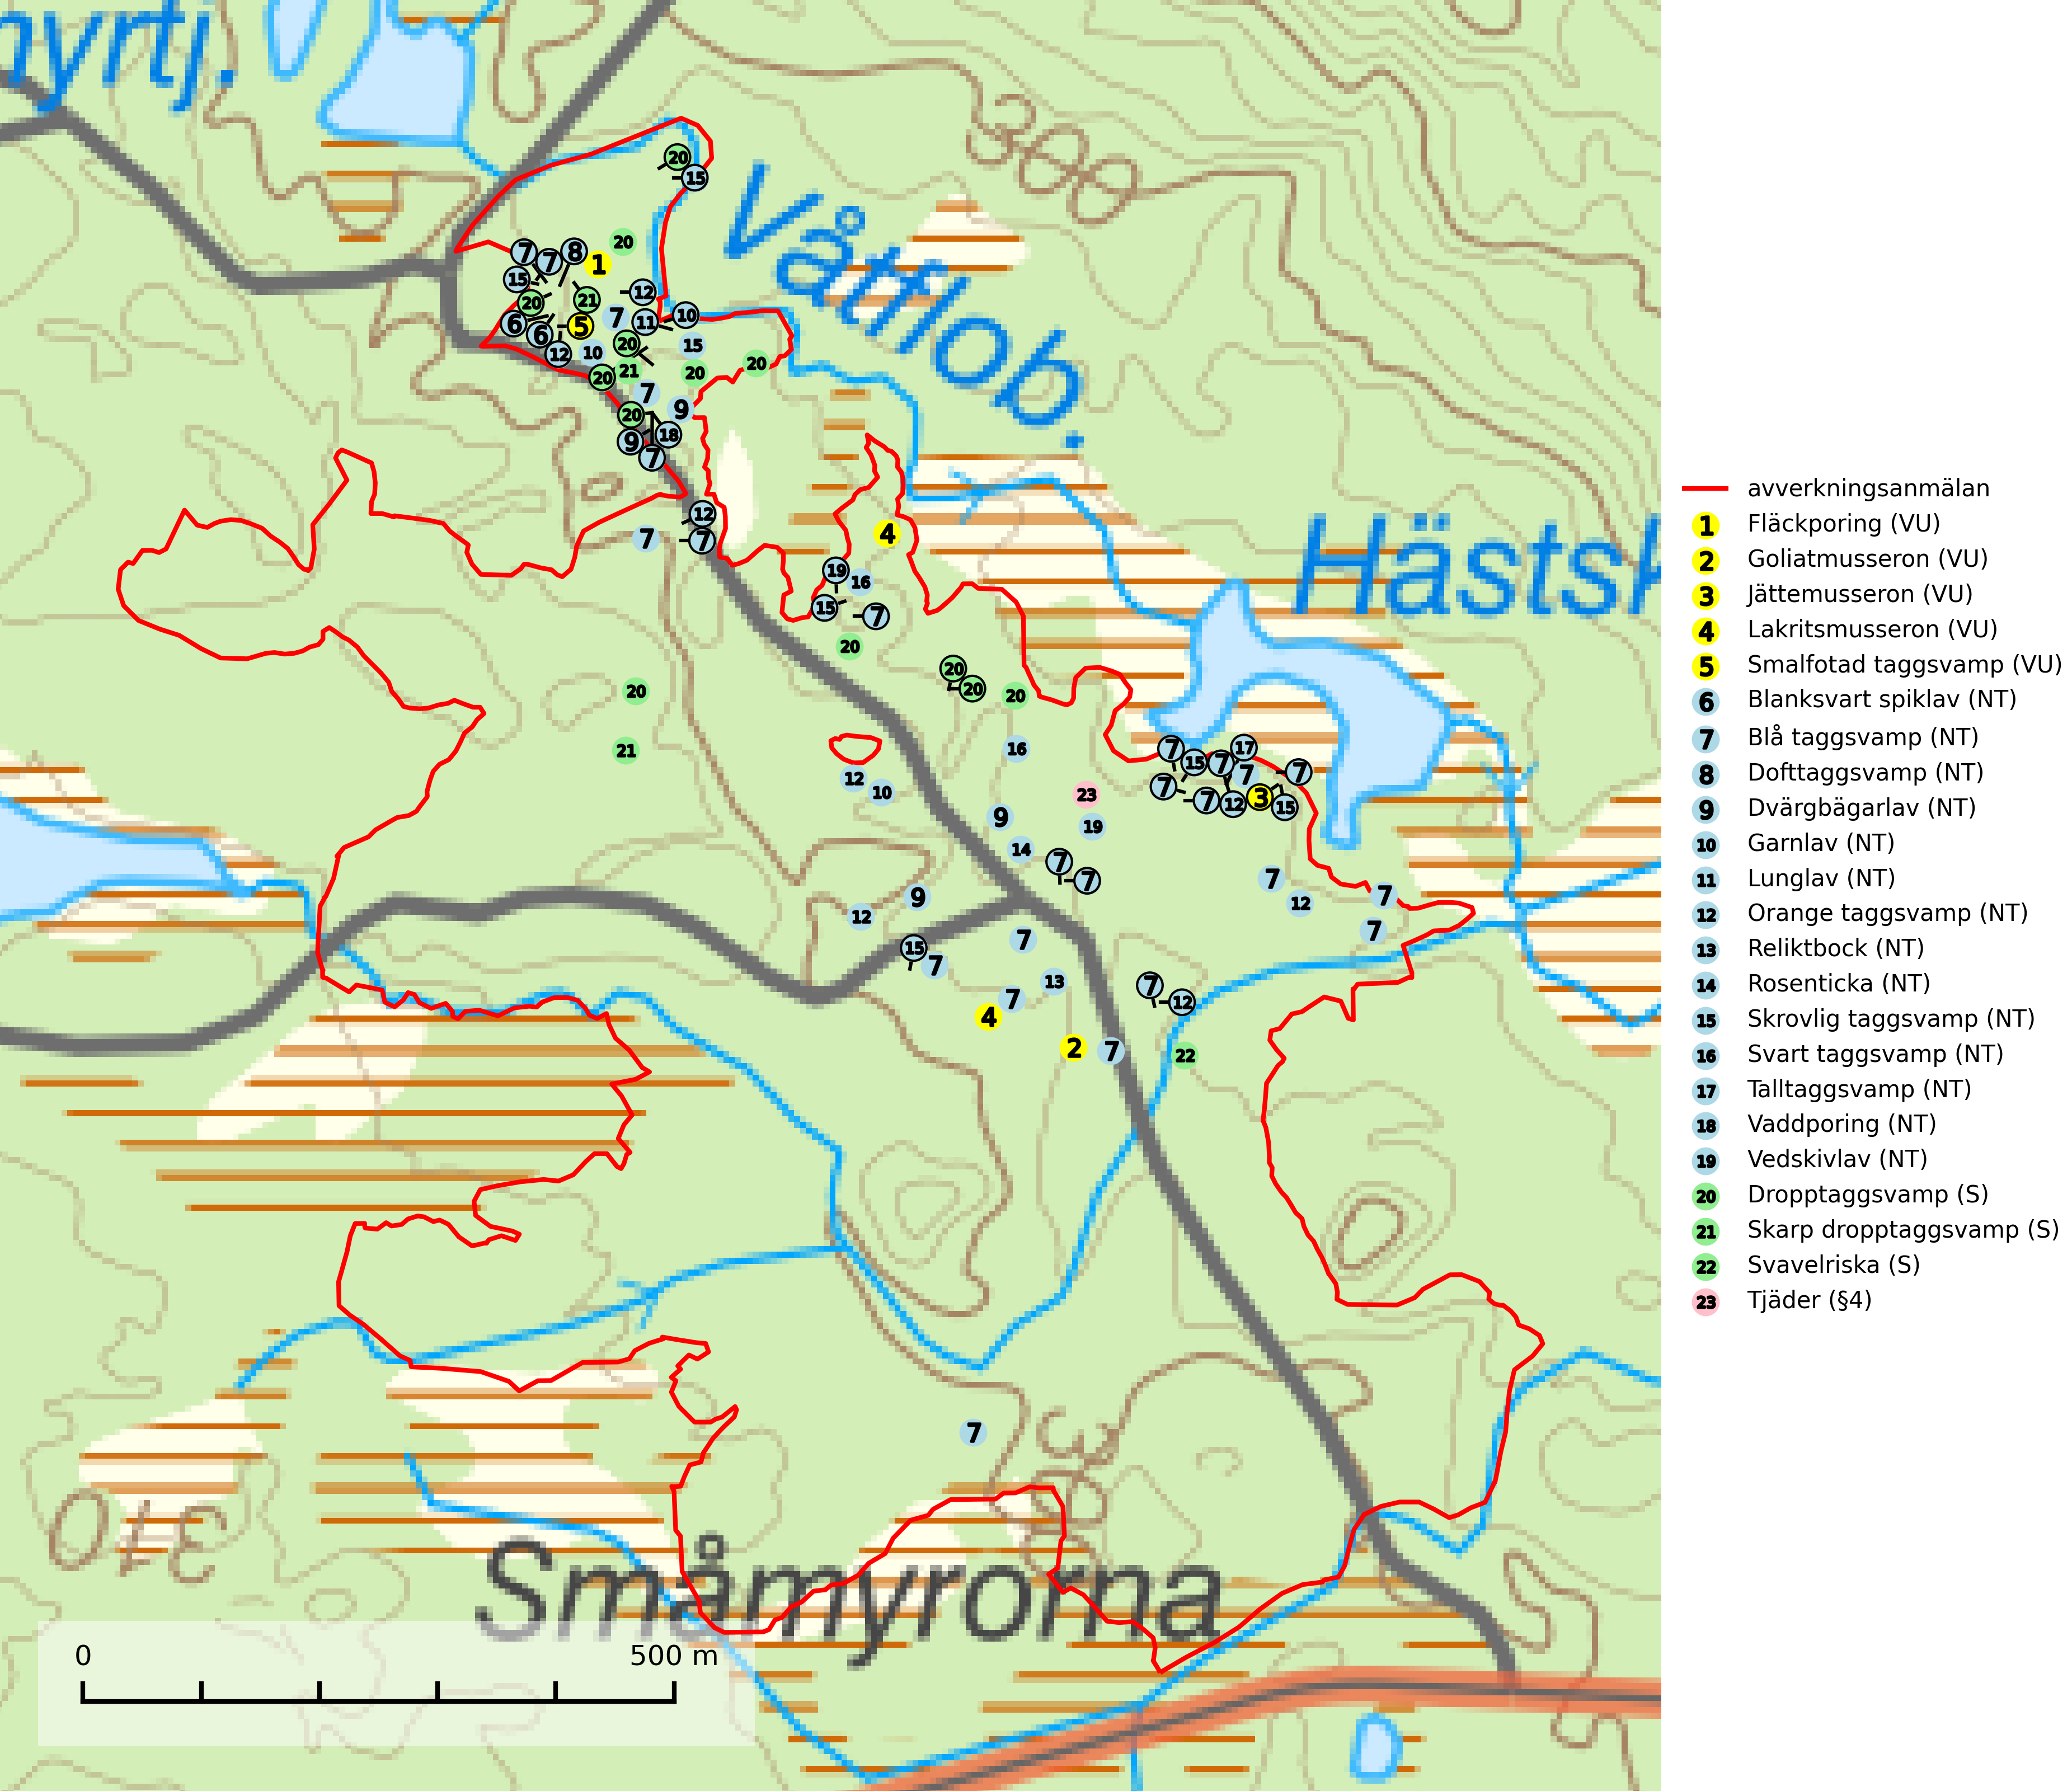 myrtj.
300
Våtflob.
Hästsk
310
Småmyrorna
0 500 m
avverkningsanmälan
1 Fläckporing (VU)
2 Goliatmusseron (VU)
3 Jättemusseron (VU)
4 Lakritsmusseron (VU)
5 Smalfotad taggsvamp (VU)
6 Blanksvart spiklav (NT)
7 Blå taggsvamp (NT)
8 Dofttaggsvamp (NT)
9 Dvärgbägarlav (NT)
10 Garnlav (NT)
11 Lunglav (NT)
12 Orange taggsvamp (NT)
13 Reliktbock (NT)
14 Rosenticka (NT)
15 Skrovlig taggsvamp (NT)
16 Svart taggsvamp (NT)
17 Talltaggsvamp (NT)
18 Vaddporing (NT)
19 Vedskivlav (NT)
20 Dropptaggsvamp (S)
21 Skarp dropptaggsvamp (S)
22 Svavelriska (S)
23 Tjäder (§4)